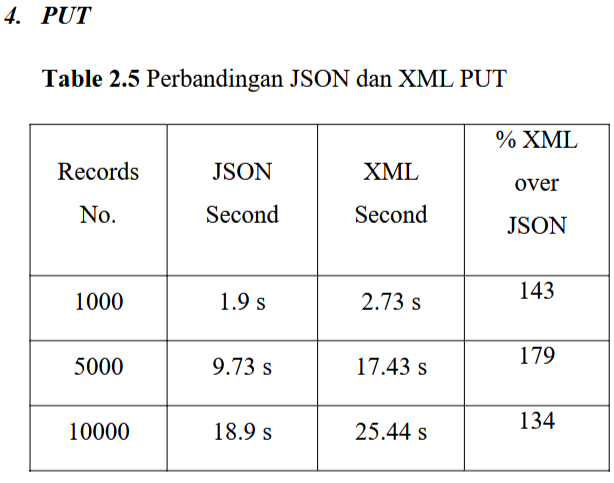 4. PUT
Table 2.5 Perbandingan JSON dan XML PUT
Records No. JSON Second XML Second % XML over JSON
1000 1.9 s 2.73 s 143
5000 9.73 s 17.43 s 179
10000 18.9 s 25.44 s 134